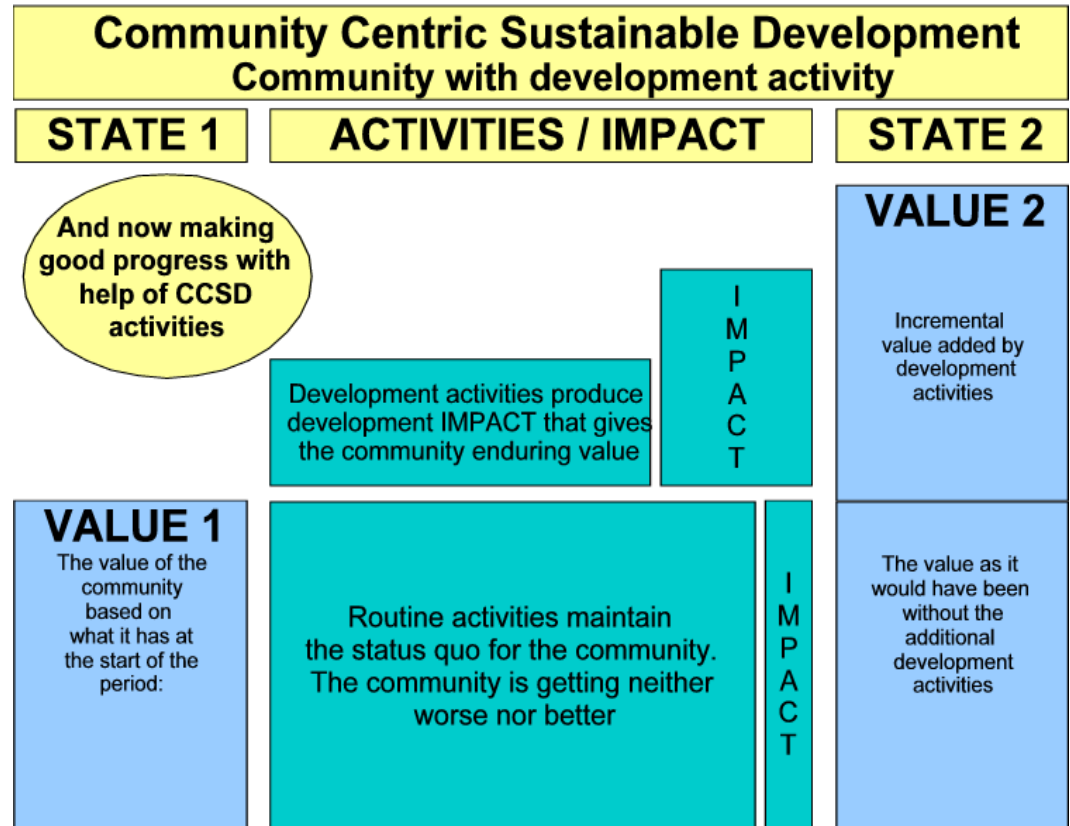 Community Centric Sustainable Development
Community with development activity
STATE 1
ACTIVITIES / IMPACT
STATE 2
And now making
good progress with
help of CCSD
activities
Development activities produce
development IMPACT that gives
the community enduring value
I
M
P
A
C
T
VALUE 2
Incremental
value added by
development
activities
VALUE 1
The value of the
community
based on
what it has at
the start of the
period:
Routine activities maintain
the status quo for the community.
The community is getting neither
worse nor better
I
M
P
A
C
T
The value as it
would have been
without the
additional
development
activities